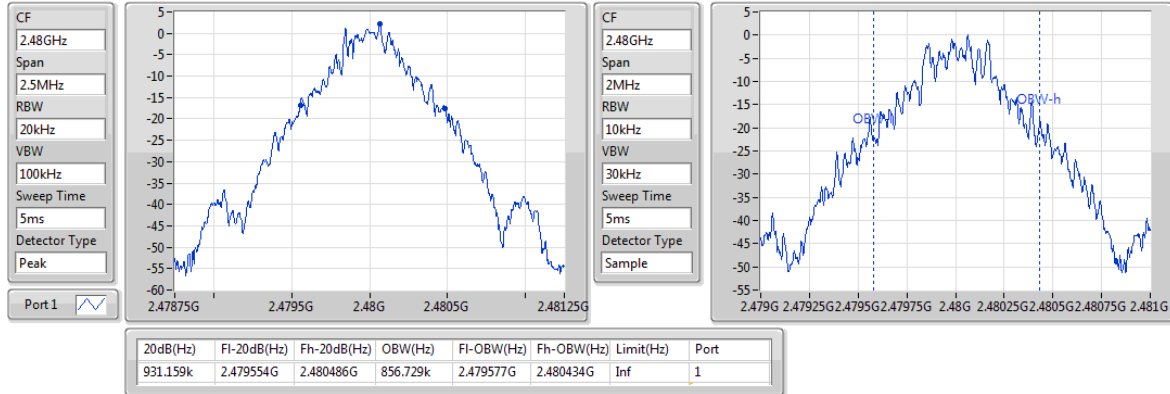 CF
2.48GHz
Span
2.5MHz
RBW
20kHz
VBW
100kHz
Sweep Time
5ms
Detector Type
Peak
Port 1
5
0
-5
-10
-15
-20
-25
-30
-35
-40
-45
-50
-55
-60
2.47875G 2.4795G 2.48G 2.4805G 2.48125G
CF
2.48GHz
Span
2MHz
RBW
10kHz
VBW
30kHz
Sweep Time
5ms
Detector Type
Sample
5
0
-5
-10
-15
-20
-25
-30
-35
-40
-45
-50
-55
OBW-h
2.479G 2.47925G 2.4795G 2.47975G 2.48G 2.48025G 2.4805G 2.48075G 2.481G
20dB(Hz) Fl-20dB(Hz) Fh-20dB(Hz) OBW(Hz) Fl-OBW(Hz) Fh-OBW(Hz) Limit(Hz) Port
931.159k 2.479554G 2.480486G 856.729k 2.479577G 2.480434G Inf 1